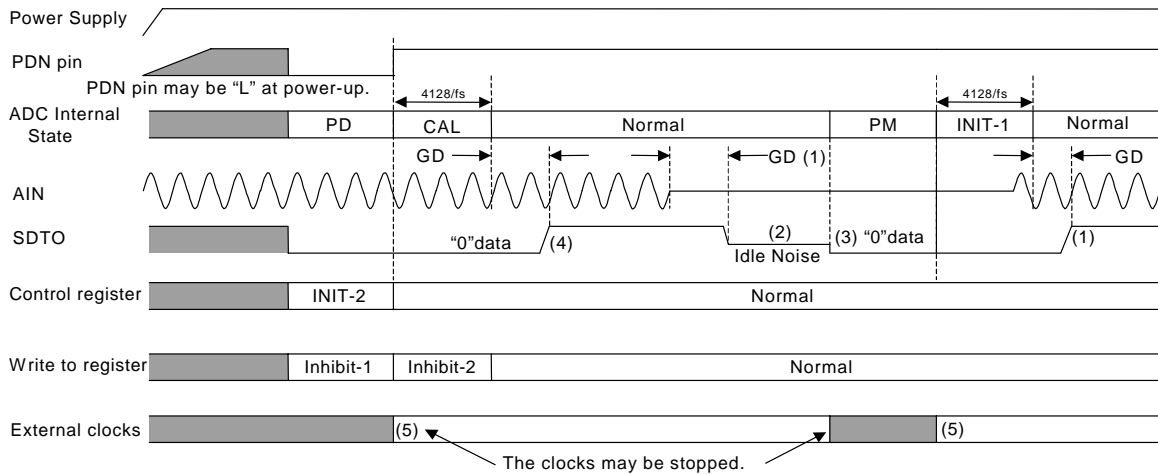 Power Supply
PDN pin
PDN pin may be “L” at power-up.
4128/fs
4128/fs
ADC Internal State
PD
CAL
Normal
PM
INIT-1
Normal
GD
GD (1)
GD
AIN
SDTO
“0”data
(4)
(2)
Idle Noise
(3) “0”data
(1)
Control register
INIT-2
Normal
Write to register
Inhibit-1
Inhibit-2
Normal
External clocks
(5)
(5)
The clocks may be stopped.